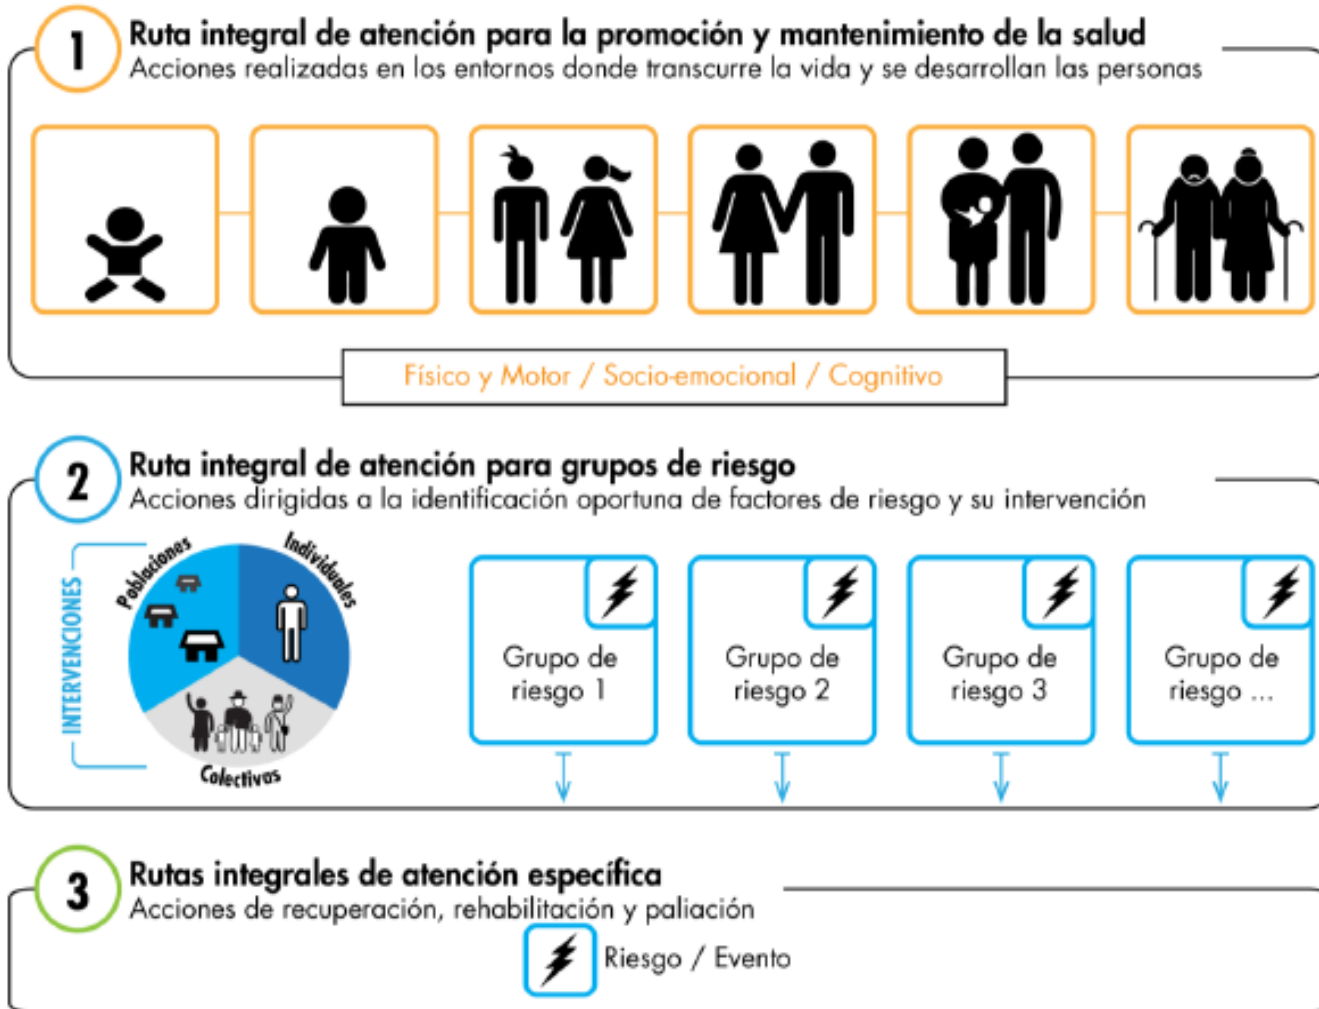 1
Ruta integral de atención para la promoción y mantenimiento de la salud
Acciones realizadas en los entornos donde transcurre la vida y se desarrollan las personas
Físico y Motor / Socio-emocional / Cognitivo
2
Ruta integral de atención para grupos de riesgo
Acciones dirigidas a la identificación oportuna de factores de riesgo y su intervención
INTERVENCIONES
Poblaciones
Individuales
Colectivas
Grupo de
riesgo 1
Grupo de
riesgo 2
Grupo de
riesgo 3
Grupo de
riesgo ...
3
Rutas integrales de atención específica
Acciones de recuperación, rehabilitación y paliación
Riesgo / Evento